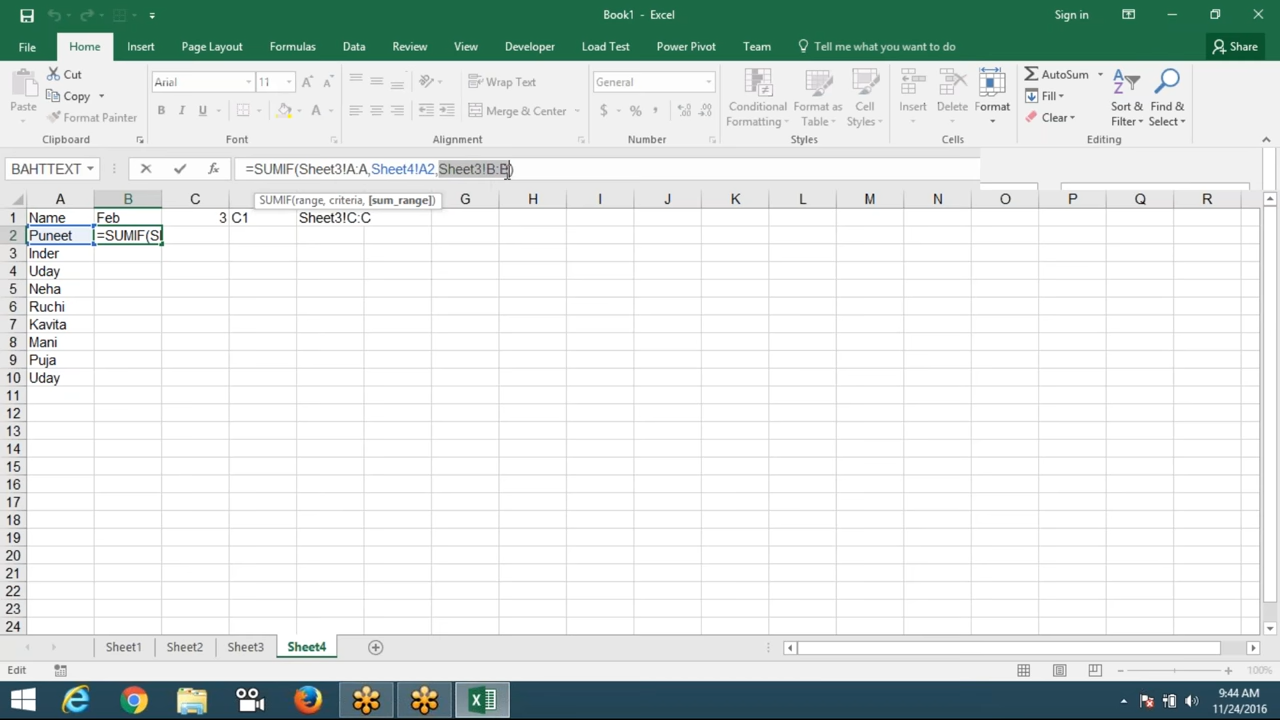 Book1 - Excel
Sign in
File Home Insert Page Layout Formulas Data Review View Developer Load Test Power Pivot Team Tell me what you want to do Share
Paste
Cut
Copy
Format Painter
Clipboard
Arial 11 A A
B I U A
Font
Wrap Text
Merge & Center
Alignment
General
$ % ,
Number
Conditional Formatting
Format as Table
Cell Styles
Styles
Insert
Delete
Format
Cells
AutoSum
Fill
Clear
Sort & Filter
Find & Select
Editing
BAHTTEXT fx =SUMIF(Sheet3!A:A,Sheet4!A2,Sheet3!B:B)
SUMIF(range, criteria, [sum_range])
A B C G H I J K L M N O P Q R
1 Name Feb 3 C1 Sheet3!C:C
2 Puneet =SUMIF(S
3 Inder
4 Uday
5 Neha
6 Ruchi
7 Kavita
8 Mani
9 Puja
10 Uday
11
12
13
14
15
16
17
18
19
20
21
22
23
24
Sheet1 Sheet2 Sheet3 Sheet4
Edit
100%
9:44 AM
11/24/2016